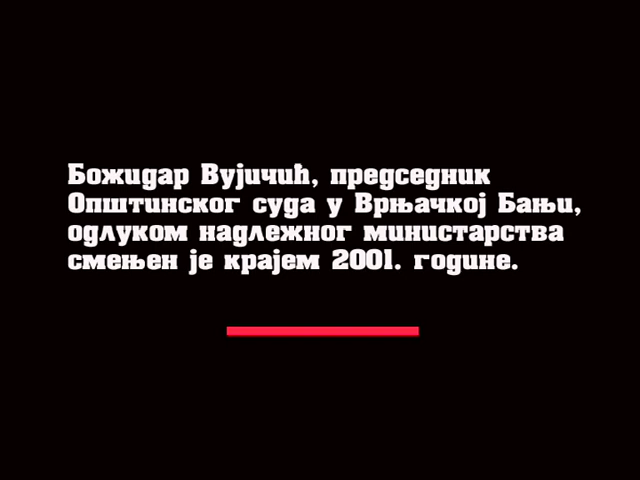 Божидар Вујичић, председник
Општинског суда у Врњачкој Бањи,
одлуком надлежног министарства
смењен је крајем 2001. године.